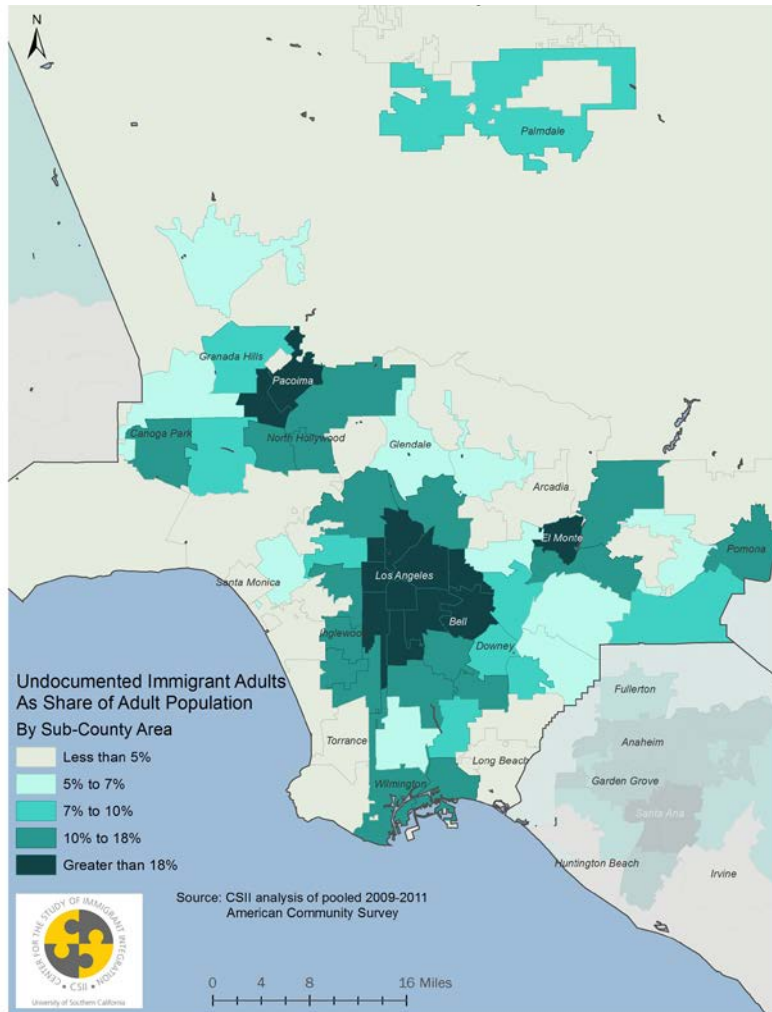 N
Palmdale
Granada Hills
Pacoima
Canoga Park
North Hollywood
Glendale
Arcadia
El Monte
Pomona
Santa Monica
Los Angeles
Bell
Inglewoo
Downey
Undocumented Immigrant Adults
As Share of Adult Population
By Sub-County Area
Less than 5%
5% to 7%
7% to 10%
10% to 18%
Greater than 18%
Torrance
Long Beach
Wilmington
Fullerton
Anaheim
Garden Grove
Santa Ana
Huntington Beach
Irvine
Source: CSII analysis of pooled 2009-2011
American Community Survey
CENTER FOR THE STUDY OF IMMIGRANT INTEGRATION
• CSII •
University of Southern California
0 4 8 16 Miles